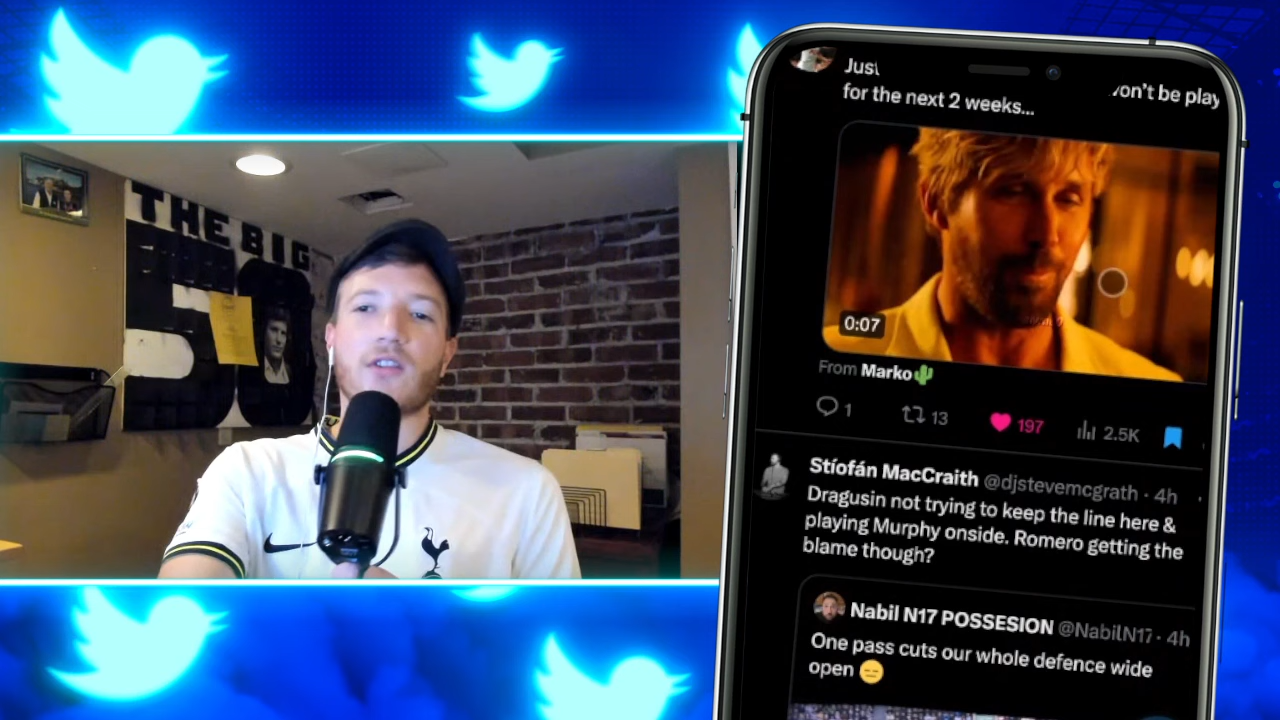 THE BIG
50
Just
for the next 2 weeks...
won't be play
0:07
From Marko🌵
1
13
197
2.5K
Stíofán MacCraith @djstevemcgrath · 4h
Dragusin not trying to keep the line here &
playing Murphy onside. Romero getting the
blame though?
Nabil N17 POSSESION @NabilN17 · 4h
One pass cuts our whole defence wide
open 😑